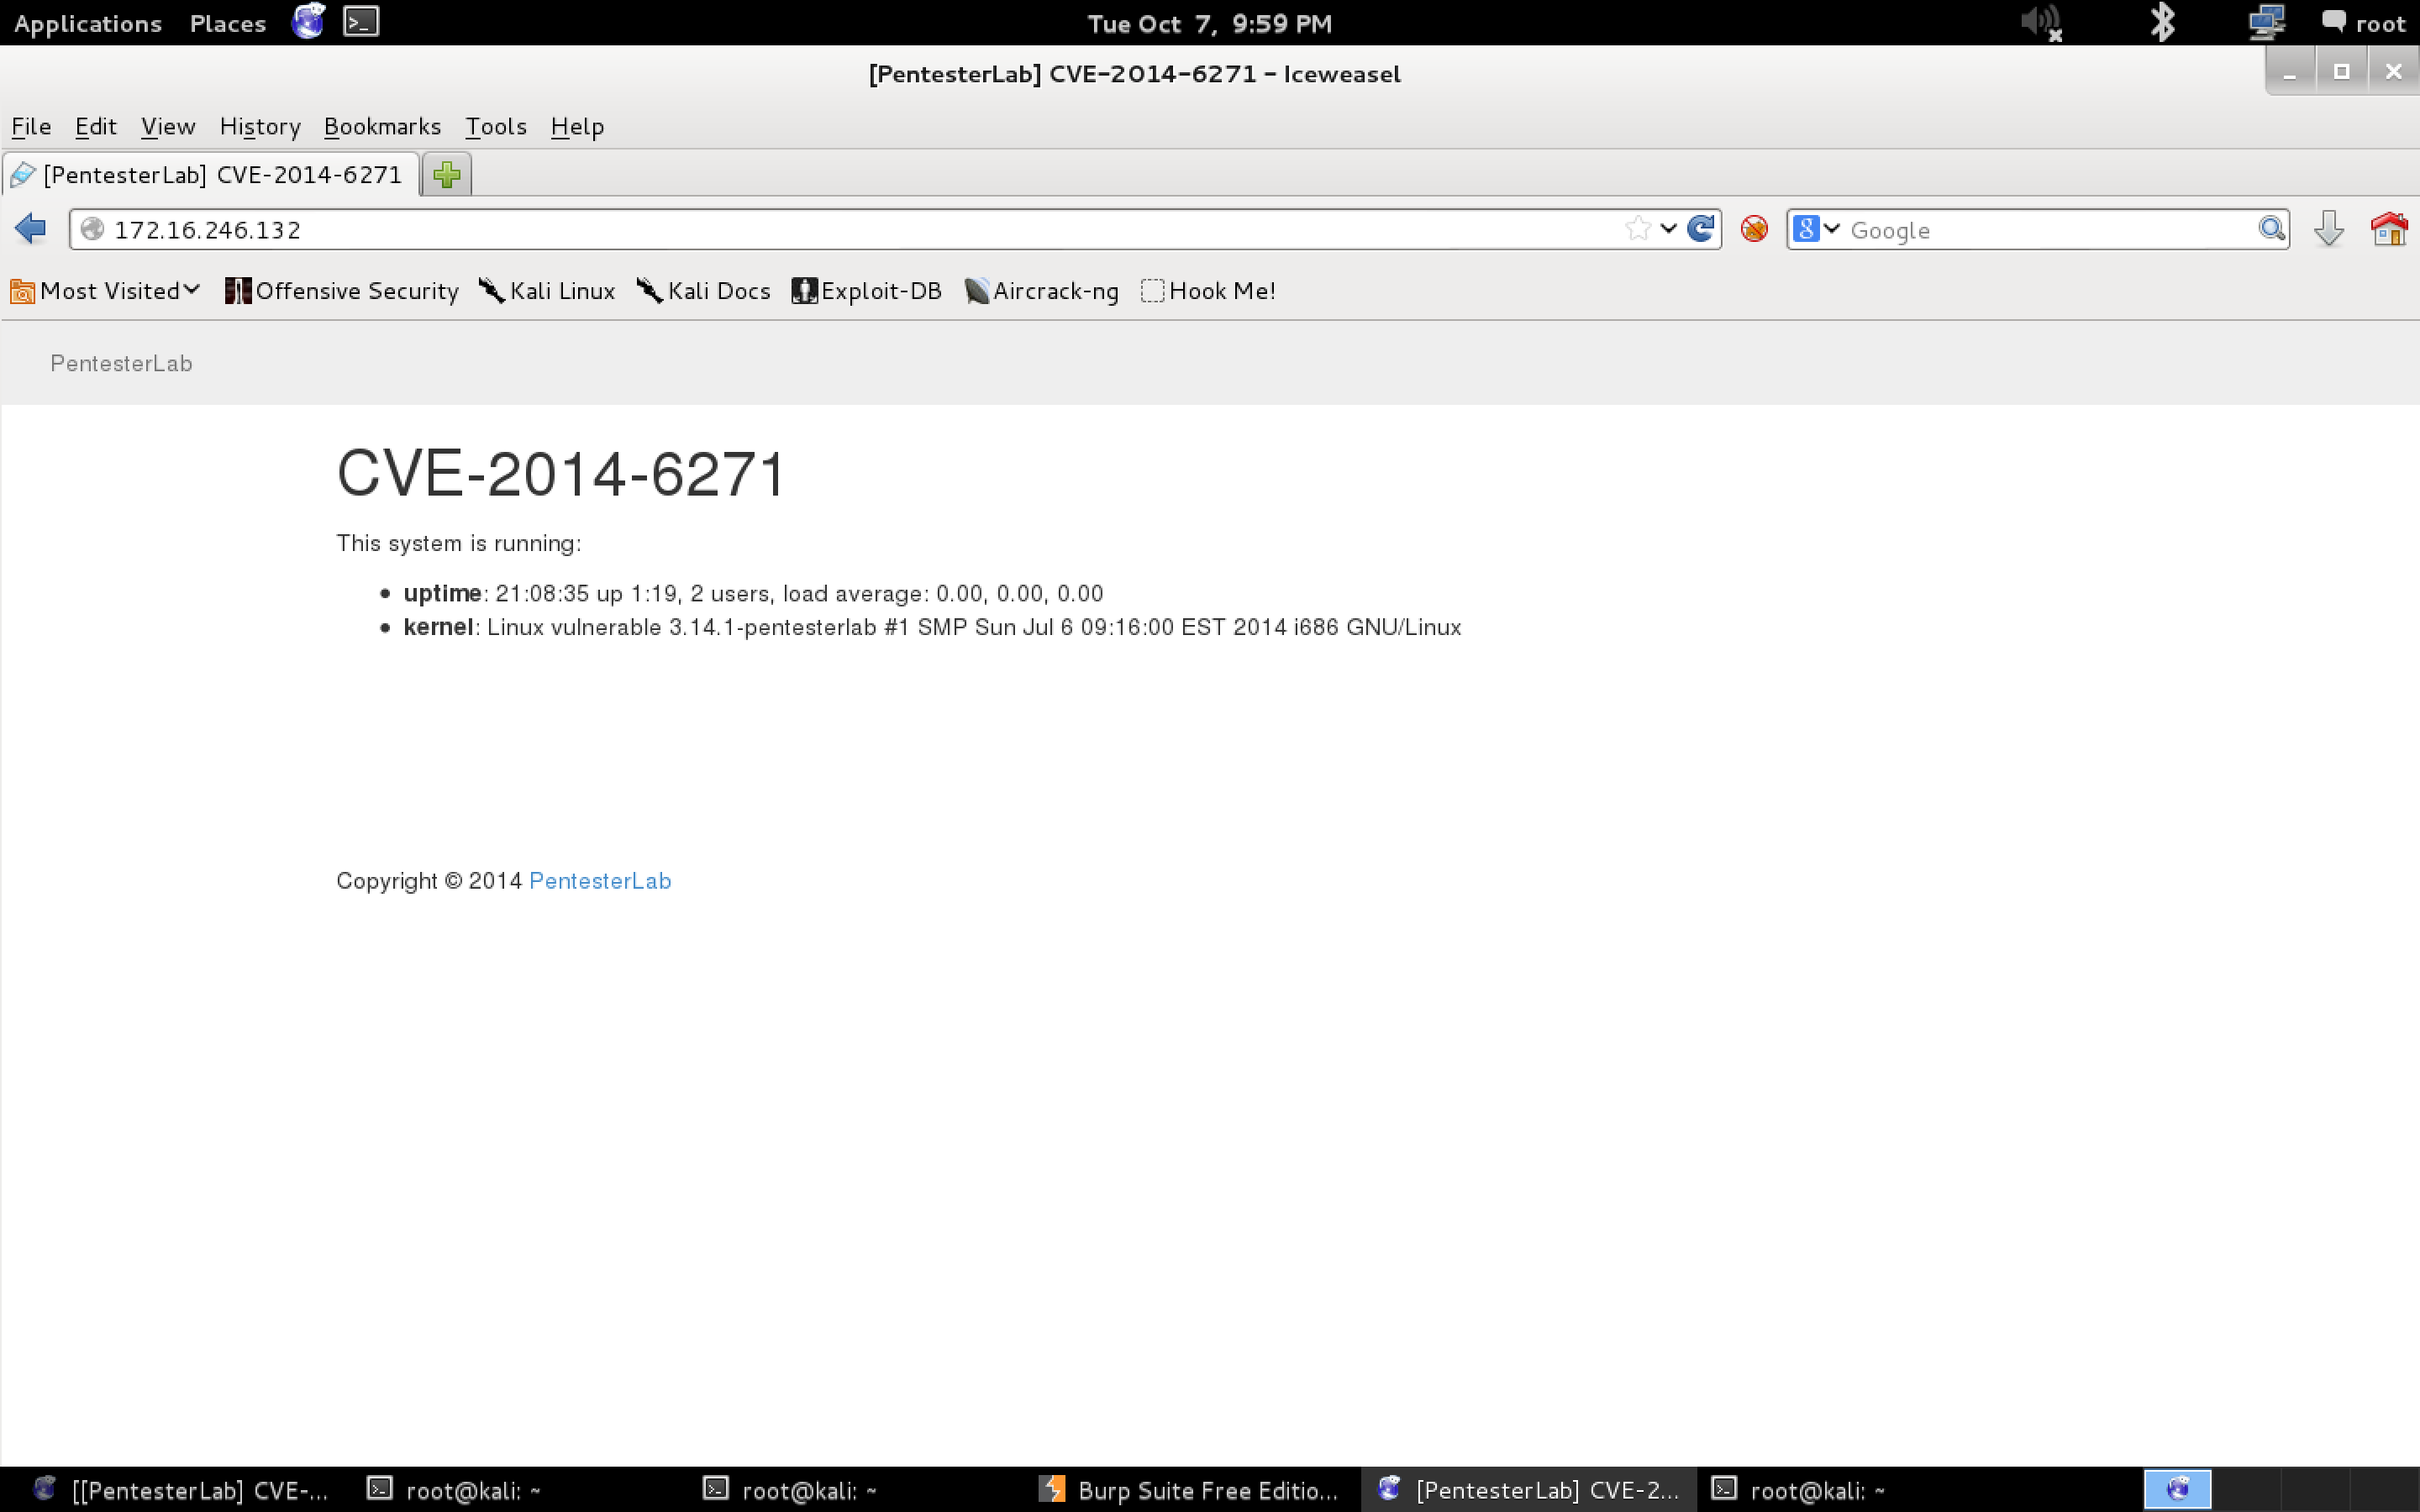 Applications Places Tue Oct 7, 9:59 PM root
[PentesterLab] CVE-2014-6271 - Iceweasel
File Edit View History Bookmarks Tools Help
[PentesterLab] CVE-2014-6271
172.16.246.132 Google
Most Visited Offensive Security Kali Linux Kali Docs Exploit-DB Aircrack-ng Hook Me!
PentesterLab
CVE-2014-6271
This system is running:
• uptime: 21:08:35 up 1:19, 2 users, load average: 0.00, 0.00, 0.00
• kernel: Linux vulnerable 3.14.1-pentesterlab #1 SMP Sun Jul 6 09:16:00 EST 2014 i686 GNU/Linux
Copyright © 2014 PentesterLab
[[PentesterLab] CVE-... root@kali: ~ root@kali: ~ Burp Suite Free Editio... [PentesterLab] CVE-2... root@kali: ~